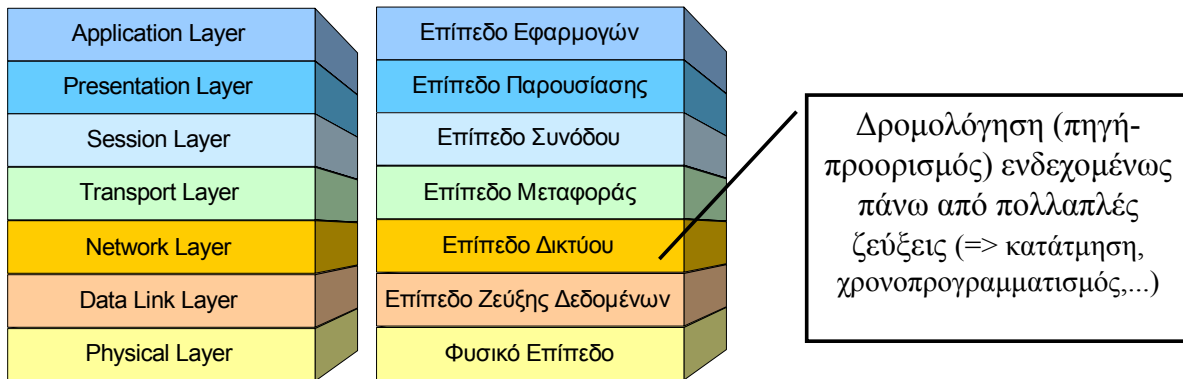 Application Layer
Presentation Layer
Session Layer
Transport Layer
Network Layer
Data Link Layer
Physical Layer
Επίπεδο Εφαρμογών
Επίπεδο Παρουσίασης
Επίπεδο Συνόδου
Επίπεδο Μεταφοράς
Επίπεδο Δικτύου
Επίπεδο Ζεύξης Δεδομένων
Φυσικό Επίπεδο
Δρομολόγηση (πηγή-
προορισμός) ενδεχομένως
πάνω από πολλαπλές
ζεύξεις (=> κατάτμηση,
χρονοπρογραμματισμός,...)